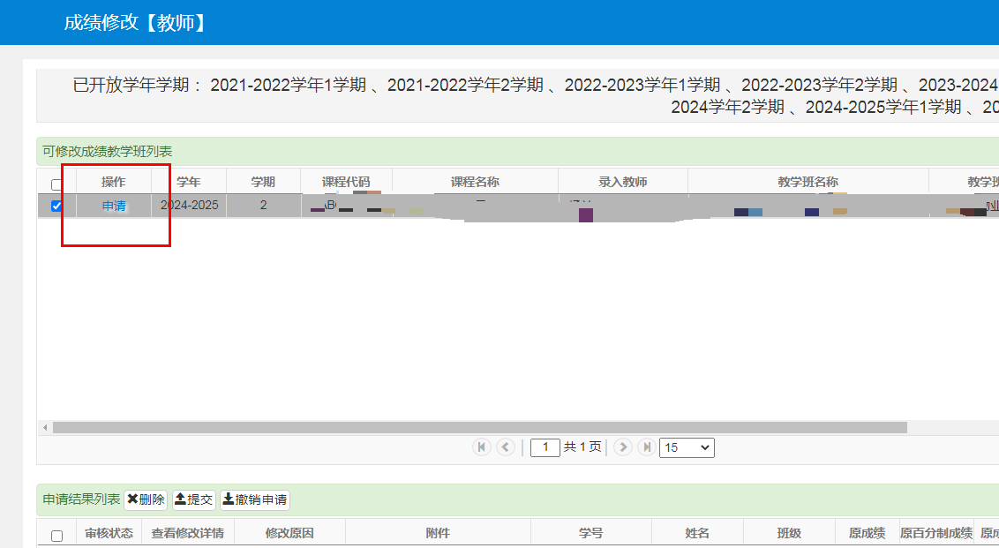 成绩修改【教师】
已开放学年学期： 2021-2022学年1学期 、2021-2022学年2学期 、2022-2023学年1学期 、2022-2023学年2学期 、2023-2024
2024学年2学期 、2024-2025学年1学期 、20
可修改成绩教学班列表
操作 学年 学期 课程代码 课程名称 录入教师 教学班名称 教学班
申请 2024-2025 2
1 共 1 页 15
申请结果列表 删除 提交 撤销申请
审核状态 查看修改详情 修改原因 附件 学号 姓名 班级 原成绩 原百分制成绩 原成